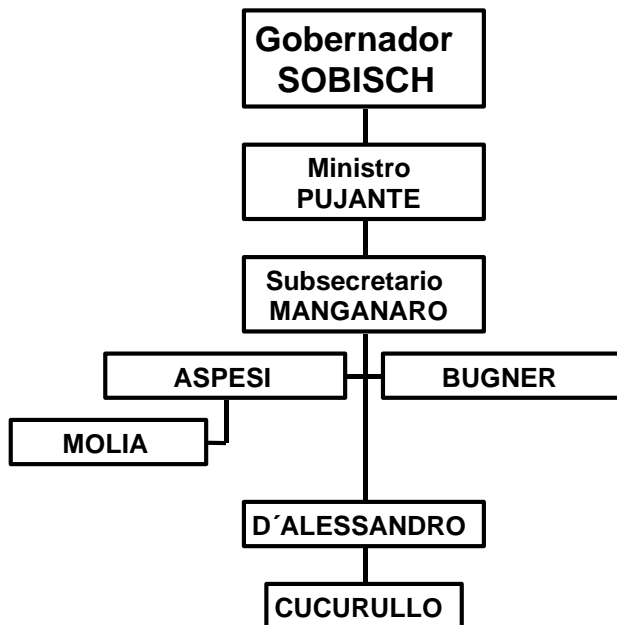 Gobernador
SOBISCH
Ministro
PUJANTE
Subsecretario
MANGANARO
ASPESI
BUGNER
MOLIA
D´ALESSANDRO
CUCURULLO